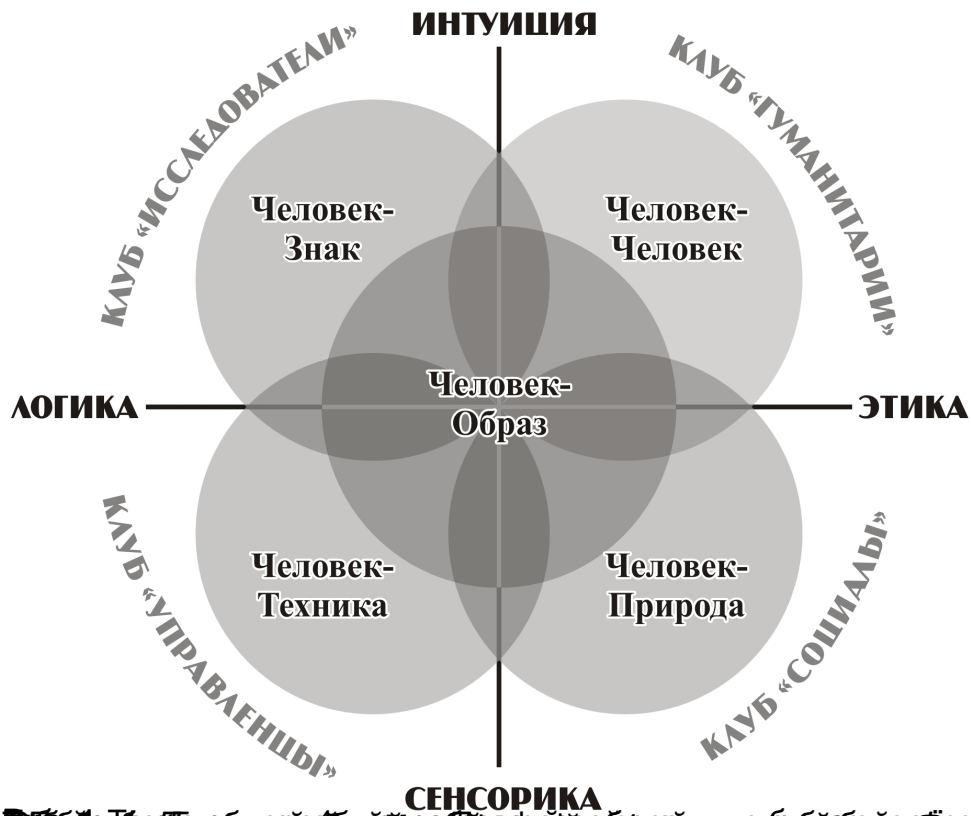 ИНТУИЦИЯ
КЛУБ «ИССЛЕДОВАТЕЛИ»
КЛУБ «ГУМАНИТАРИИ»
Человек-
Знак
Человек-
Человек
ЛОГИКА
Человек-
Образ
ЭТИКА
Человек-
Техника
Человек-
Природа
КЛУБ «УПРАВЛЕНЦЫ»
КЛУБ «СОЦИАЛЫ»
СЕНСОРИКА